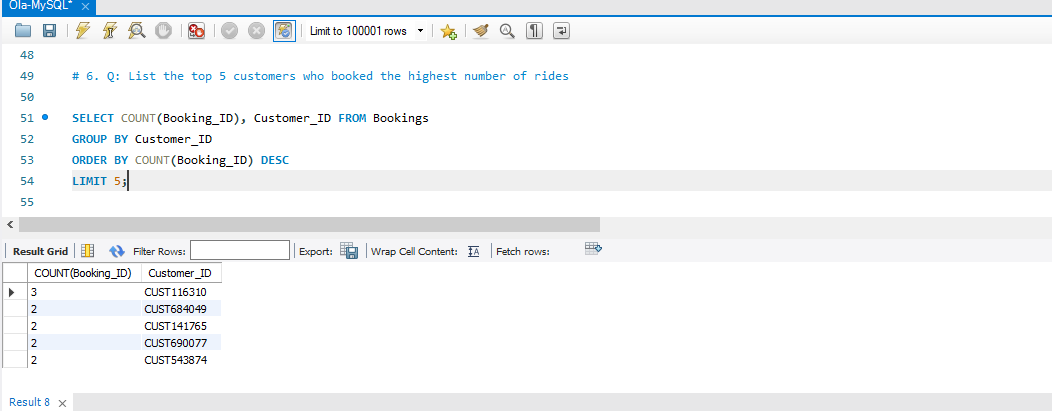 Ola-MySQL*
Limit to 100001 rows
48
49 # 6. Q: List the top 5 customers who booked the highest number of rides
50
51 SELECT COUNT(Booking_ID), Customer_ID FROM Bookings
52 GROUP BY Customer_ID
53 ORDER BY COUNT(Booking_ID) DESC
54 LIMIT 5;
55
Result Grid Filter Rows: Export: Wrap Cell Content: Fetch rows:
COUNT(Booking_ID) Customer_ID
3 CUST116310
2 CUST684049
2 CUST141765
2 CUST690077
2 CUST543874
Result 8